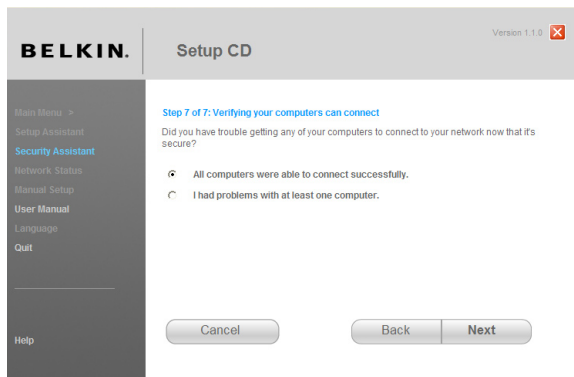 Version 1.1.0
BELKIN.
Setup CD
Main Menu >
Setup Assistant
Security Assistant
Network Status
Manual Setup
User Manual
Language
Quit
Help
Step 7 of 7: Verifying your computers can connect
Did you have trouble getting any of your computers to connect to your network now that it's
secure?
All computers were able to connect successfully.
I had problems with at least one computer.
Cancel
Back
Next